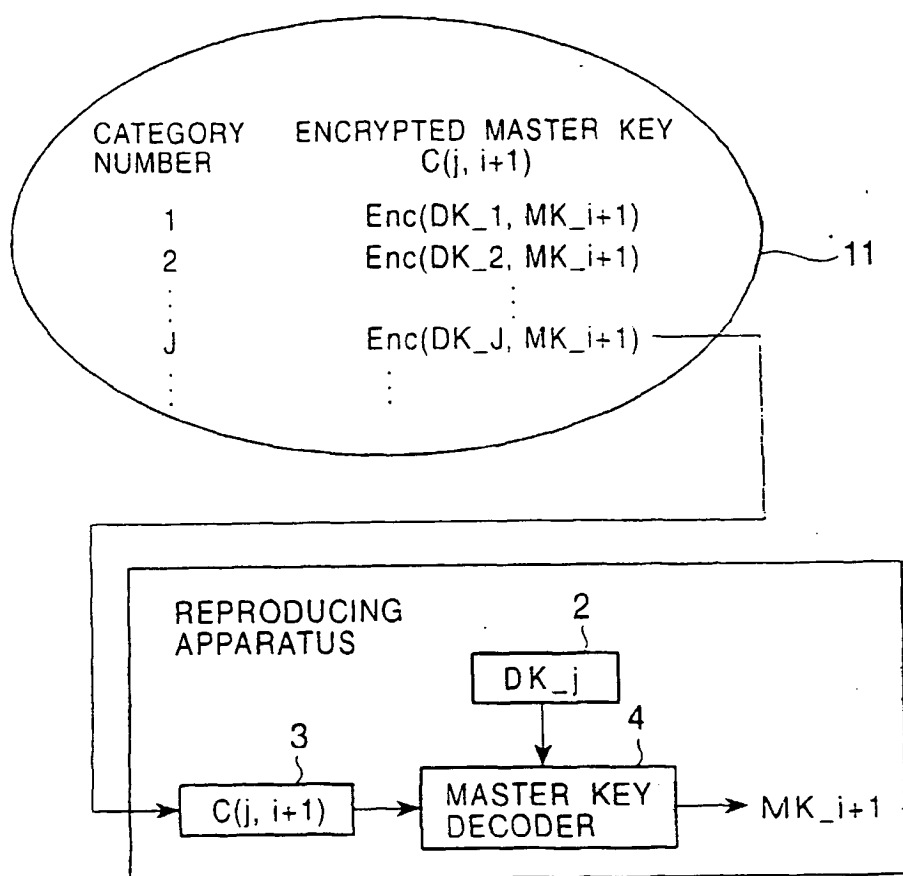 CATEGORY NUMBER
ENCRYPTED MASTER KEY
C(j, i+1)
1 Enc(DK_1, MK_i+1)
2 Enc(DK_2, MK_i+1)
J Enc(DK_J, MK_i+1)
11
REPRODUCING
APPARATUS
2
DK_j
3
4
C(j, i+1)
MASTER KEY
DECODER
MK_i+1